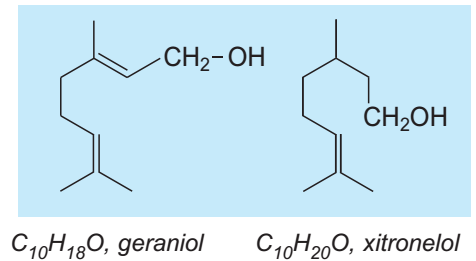 CH₂–OH
CH₂OH
C₁₀H₁₈O, geraniol
C₁₀H₂₀O, xitronelol